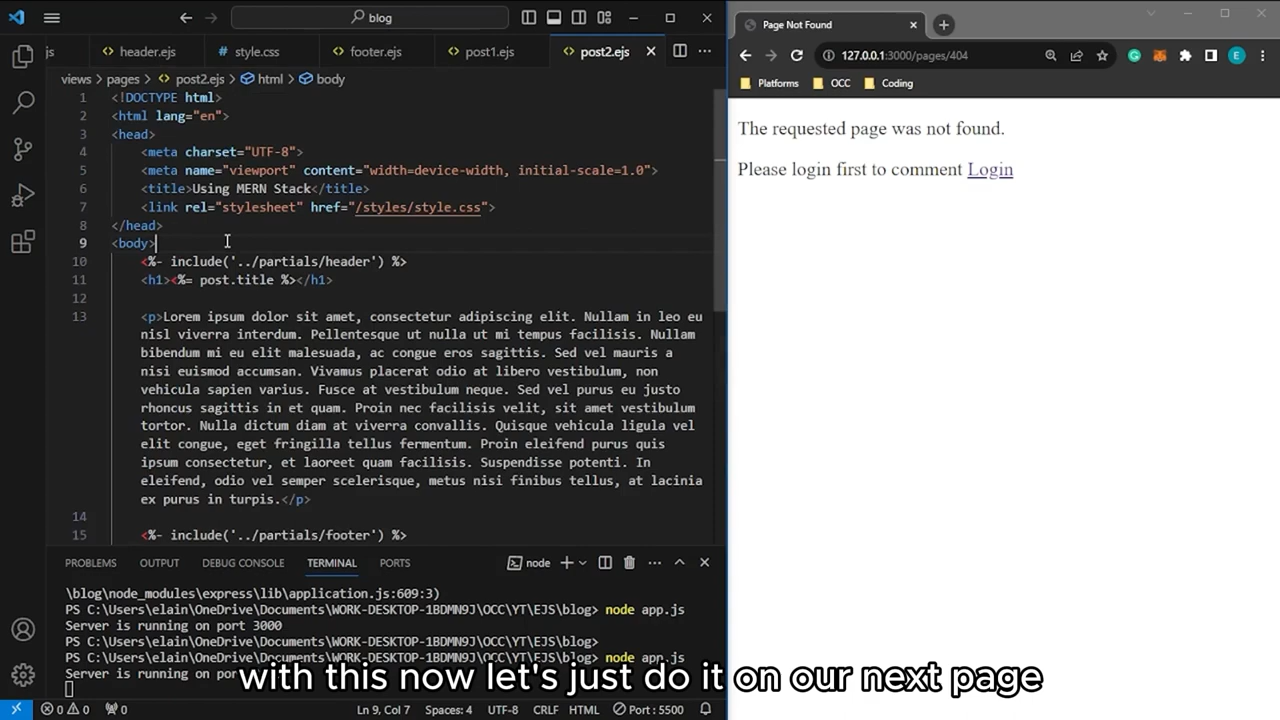 blog
js
header.ejs
style.css
footer.ejs
post1.ejs
post2.ejs
views > pages > post2.ejs > html > body
1 <!DOCTYPE html>
2 <html lang="en">
3 <head>
4 <meta charset="UTF-8">
5 <meta name="viewport" content="width=device-width, initial-scale=1.0">
6 <title>Using MERN Stack</title>
7 <link rel="stylesheet" href="/styles/style.css">
8 </head>
9 <body>
10 <%- include('../partials/header') %>
11 <h1><%= post.title %></h1>
12
13 <p>Lorem ipsum dolor sit amet, consectetur adipiscing elit. Nullam in leo eu
nisl viverra interdum. Pellentesque ut nulla ut mi tempus facilisis. Nullam
bibendum mi eu elit malesuada, ac congue eros sagittis. Sed vel mauris a
nisi euismod accumsan. Vivamus placerat odio at libero vestibulum, non
vehicula sapien varius. Fusce at vestibulum neque. Sed vel purus eu justo
rhoncus sagittis in et quam. Proin nec facilisis velit, sit amet vestibulum
tortor. Nulla dictum diam at viverra convallis. Quisque vehicula ligula vel
elit congue, eget fringilla tellus fermentum. Proin eleifend purus quis
ipsum consectetur, et laoreet quam facilisis. Suspendisse potenti. In
eleifend, odio vel semper scelerisque, metus nisi finibus tellus, at lacinia
ex purus in turpis.</p>
14
15 <%- include('../partials/footer') %>
PROBLEMS OUTPUT DEBUG CONSOLE TERMINAL PORTS
node
\blog\node_modules\express\lib\application.js:609:3)
PS C:\Users\elain\OneDrive\Documents\WORK-DESKTOP-1BDMN9J\OCC\YT\EJS\blog> node app.js
Server is running on port 3000
PS C:\Users\elain\OneDrive\Documents\WORK-DESKTOP-1BDMN9J\OCC\YT\EJS\blog>
PS C:\Users\elain\OneDrive\Documents\WORK-DESKTOP-1BDMN9J\OCC\YT\EJS\blog> node app.js
Server is running on por
0 0 0
Ln 9, Col 7
Spaces: 4
UTF-8
CRLF
HTML
Port : 5500
Page Not Found
127.0.0.1:3000/pages/404
E
Platforms
OCC
Coding
The requested page was not found.
Please login first to comment Login
with this now let's just do it on our next page